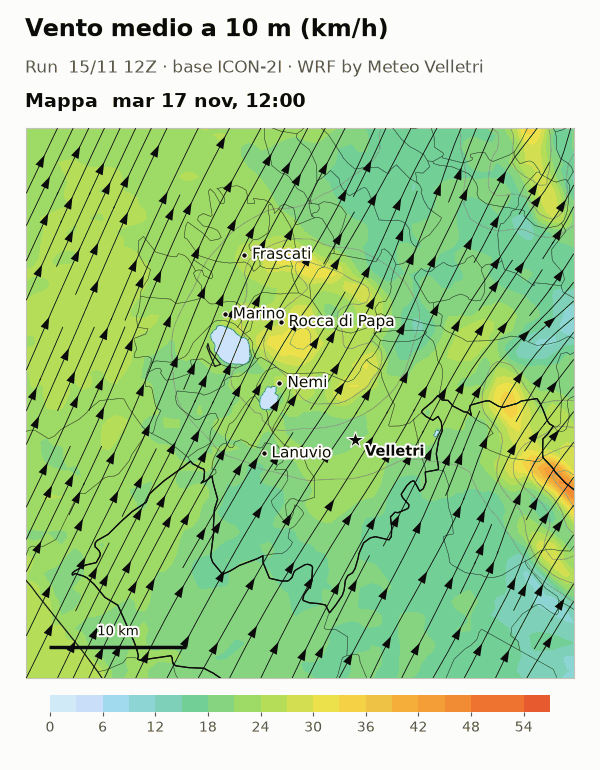 Vento medio a 10 m (km/h)
Run 15/11 12Z · base ICON-2I · WRF by Meteo Velletri
Mappa mar 17 nov, 12:00
Frascati
Marino
Rocca di Papa
Nemi
Velletri
Lanuvio
10 km
0 6 12 18 24 30 36 42 48 54